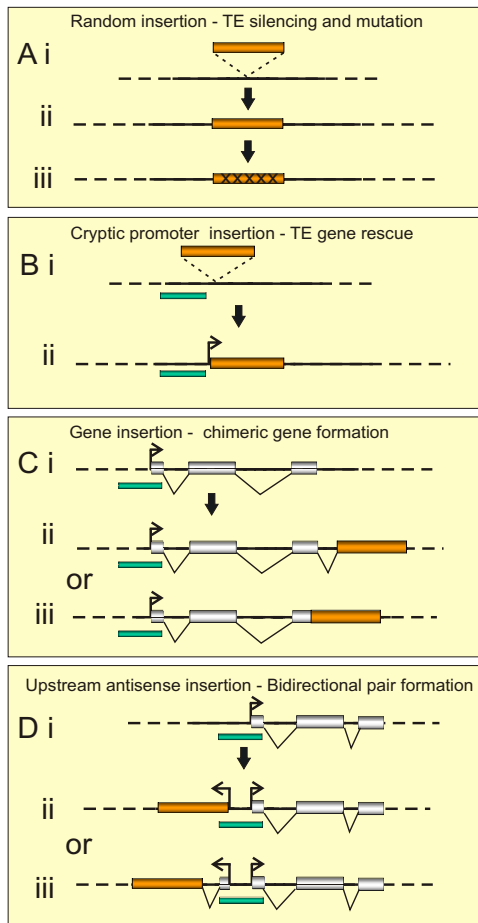 Random insertion - TE silencing and mutation
A i
ii
iii
XXXXX
Cryptic promoter insertion - TE gene rescue
B i
ii
Gene insertion - chimeric gene formation
C i
ii
or
iii
Upstream antisense insertion - Bidirectional pair formation
D i
ii
or
iii